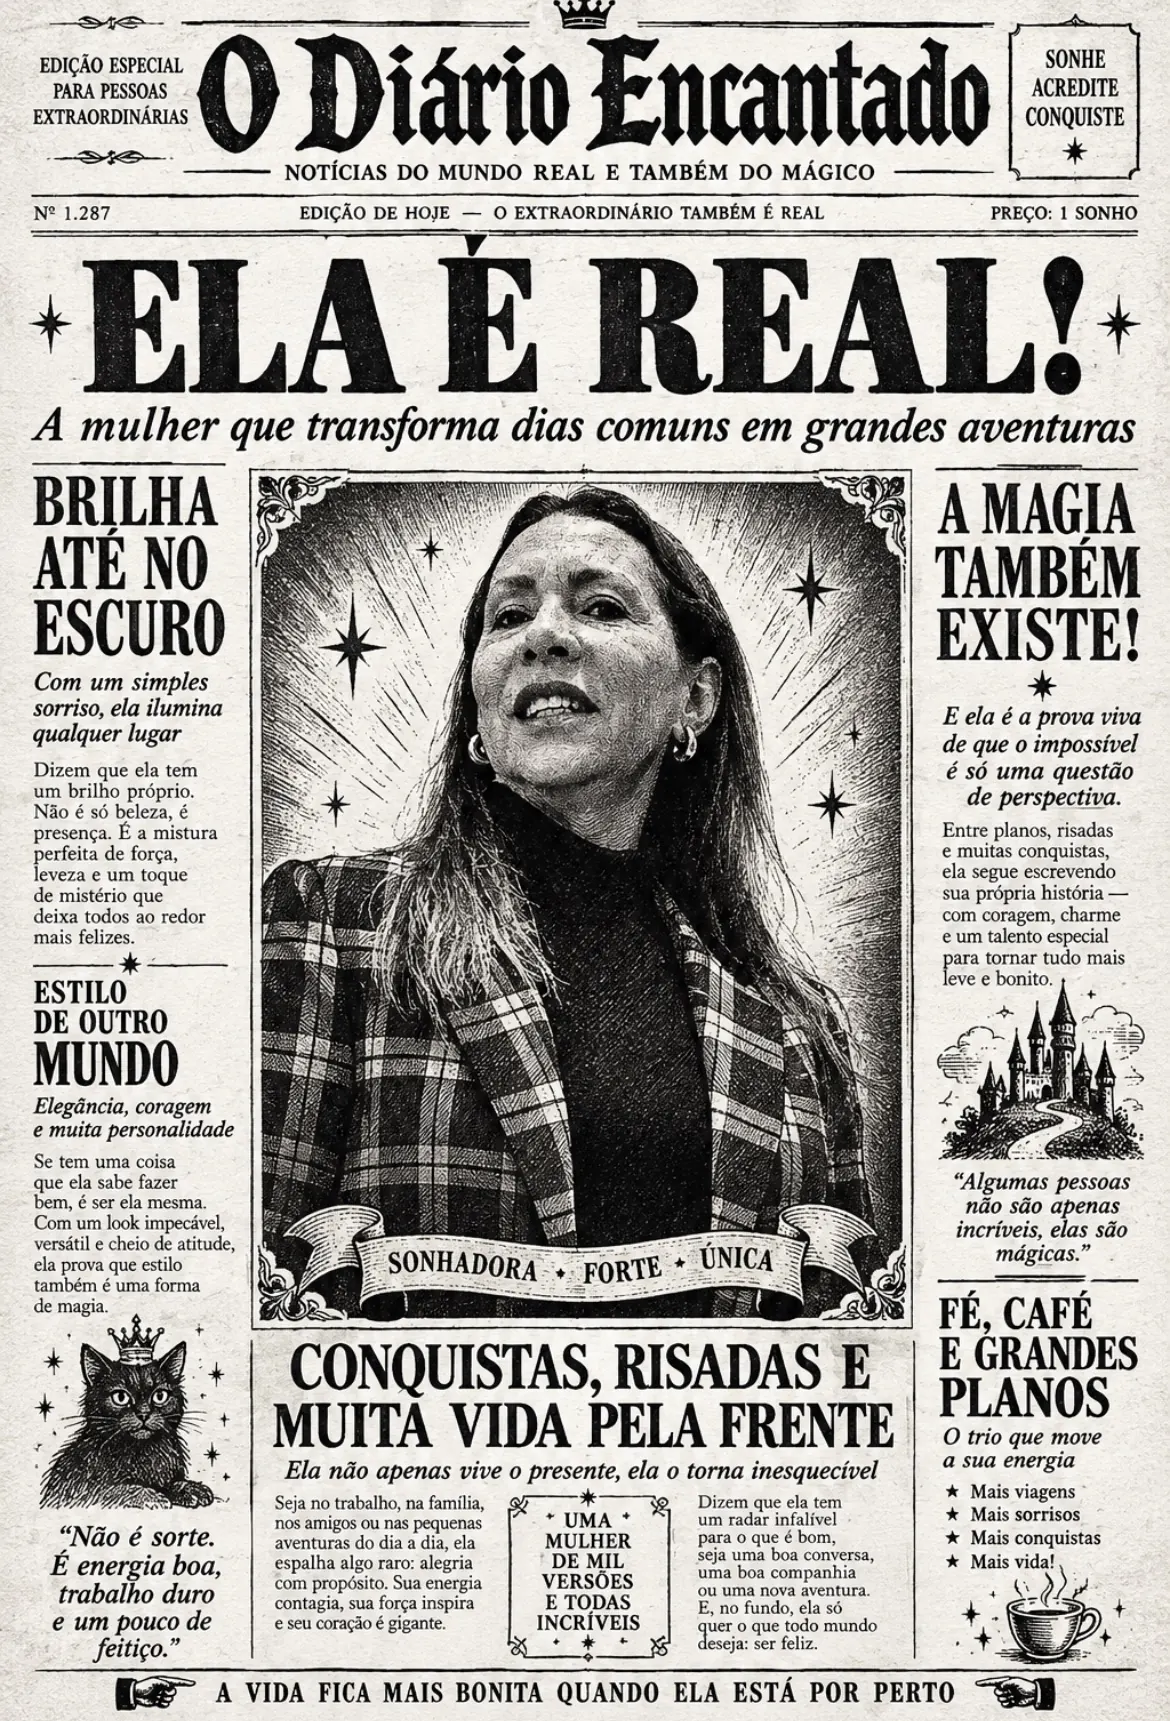 EDIÇÃO ESPECIAL
PARA PESSOAS
EXTRAORDINÁRIAS
O Diário Encantado
NOTÍCIAS DO MUNDO REAL E TAMBÉM DO MÁGICO
SONHE
ACREDITE
CONQUISTE
Nº 1.287
EDIÇÃO DE HOJE — O EXTRAORDINÁRIO TAMBÉM É REAL
PREÇO: 1 SONHO
ELA É REAL!
A mulher que transforma dias comuns em grandes aventuras
BRILHA
ATÉ NO
ESCURO
Com um simples
sorriso, ela ilumina
qualquer lugar
Dizem que ela tem
um brilho próprio.
Não é só beleza, é
presença. É a mistura
perfeita de força,
leveza e um toque
de mistério que
deixa todos ao redor
mais felizes.
ESTILO
DE OUTRO
MUNDO
Elegância, coragem
e muita personalidade
Se tem uma coisa
que ela sabe fazer
bem, é ser ela mesma.
Com um look impecável,
versátil e cheio de atitude,
ela prova que estilo
também é uma forma
de magia.
“Não é sorte.
É energia boa,
trabalho duro
e um pouco de
feitiço.”
SONHADORA ✦ FORTE ✦ ÚNICA
CONQUISTAS, RISADAS E
MUITA VIDA PELA FRENTE
Ela não apenas vive o presente, ela o torna inesquecível
Seja no trabalho, na família,
nos amigos ou nas pequenas
aventuras do dia a dia, ela
espalha algo raro: alegria
com propósito. Sua energia
contagia, sua força inspira
e seu coração é gigante.
UMA
MULHER
DE MIL
VERSÕES
E TODAS
INCRÍVEIS
Dizem que ela tem
um radar infalível
para o que é bom,
seja uma boa conversa,
uma boa companhia
ou uma nova aventura.
E, no fundo, ela só
quer o que todo mundo
deseja: ser feliz.
A MAGIA
TAMBÉM
EXISTE!
E ela é a prova viva
de que o impossível
é só uma questão
de perspectiva.
Entre planos, risadas
e muitas conquistas,
ela segue escrevendo
sua própria história —
com coragem, charme
e um talento especial
para tornar tudo mais
leve e bonito.
“Algumas pessoas
não são apenas
incríveis, elas são
mágicas.”
FÉ, CAFÉ
E GRANDES
PLANOS
O trio que move
a sua energia
★ Mais viagens
★ Mais sorrisos
★ Mais conquistas
★ Mais vida!
A VIDA FICA MAIS BONITA QUANDO ELA ESTÁ POR PERTO